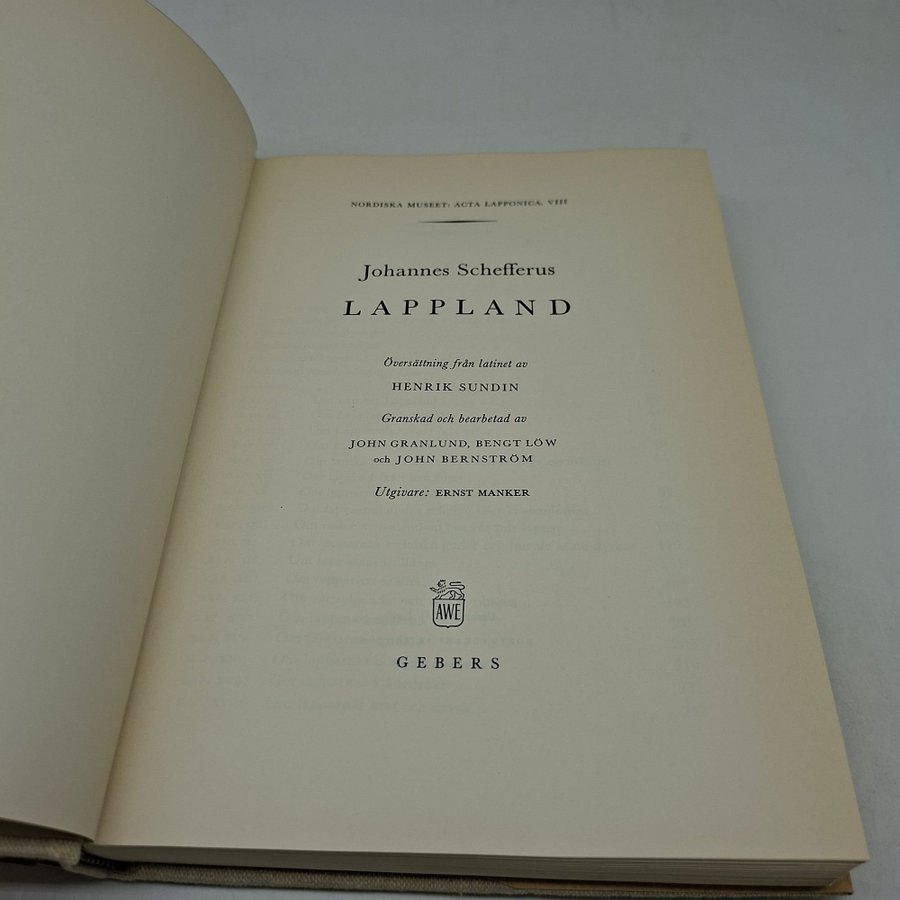 NORDISKA MUSEET: ACTA LAPPONICA. VIII
Johannes Schefferus
LAPPLAND
Översättning från latinet av
HENRIK SUNDIN
Granskad och bearbetad av
JOHN GRANLUND, BENGT LÖW
och JOHN BERNSTRÖM
Utgivare: ERNST MANKER
AWE
GEBERS